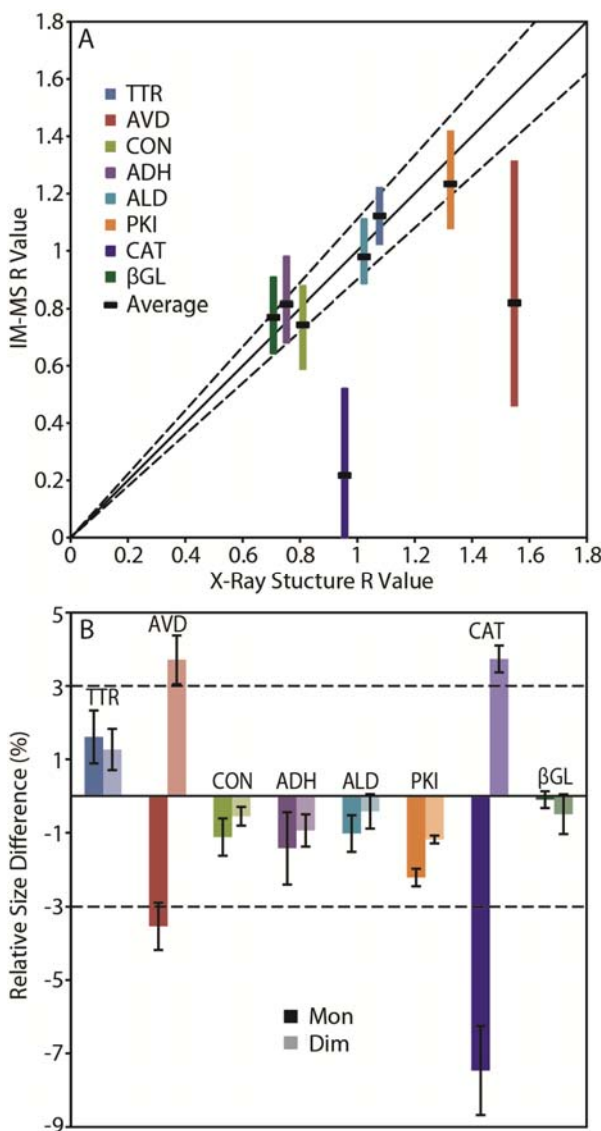 A
1.8
1.6
1.4
1.2
1
0.8
0.6
0.4
0.2
0
IM-MS R Value
TTR
AVD
CON
ADH
ALD
PKI
CAT
βGL
Average
0 0.2 0.4 0.6 0.8 1 1.2 1.4 1.6 1.8
X-Ray Stucture R Value
B
5
3
1
-1
-3
-5
-7
-9
Relative Size Difference (%)
TTR
AVD
CON
ADH
ALD
PKI
CAT
βGL
Mon
Dim